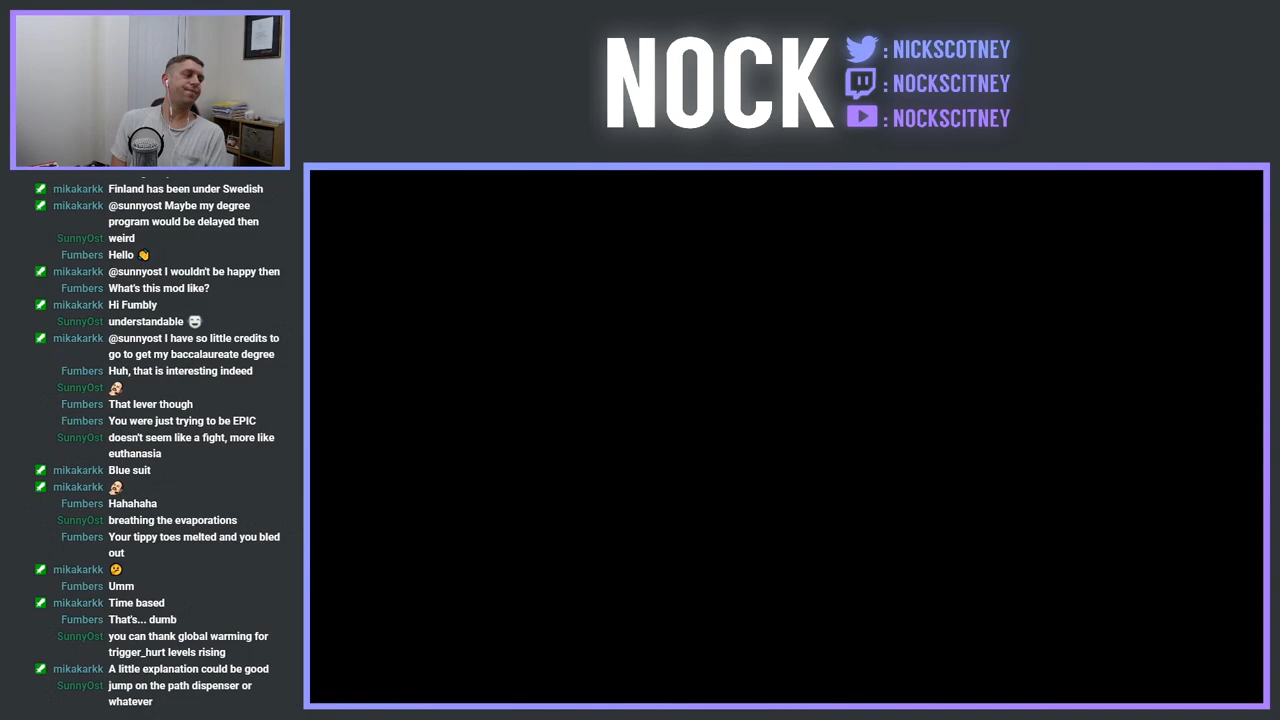 NOCK
: NICKSCOTNEY
: NOCKSCITNEY
: NOCKSCITNEY
mikakarkk Finland has been under Swedish
mikakarkk @sunnyost Maybe my degree
program would be delayed then
SunnyOst weird
Fumbers Hello
mikakarkk @sunnyost I wouldn't be happy then
Fumbers What's this mod like?
mikakarkk Hi Fumbly
SunnyOst understandable
mikakarkk @sunnyost I have so little credits to
go to get my baccalaureate degree
Fumbers Huh, that is interesting indeed
SunnyOst
Fumbers That lever though
Fumbers You were just trying to be EPIC
SunnyOst doesn't seem like a fight, more like
euthanasia
mikakarkk Blue suit
mikakarkk
Fumbers Hahahaha
SunnyOst breathing the evaporations
Fumbers Your tippy toes melted and you bled
out
mikakarkk
Fumbers Umm
mikakarkk Time based
Fumbers That's... dumb
SunnyOst you can thank global warming for
trigger_hurt levels rising
mikakarkk A little explanation could be good
SunnyOst jump on the path dispenser or
whatever